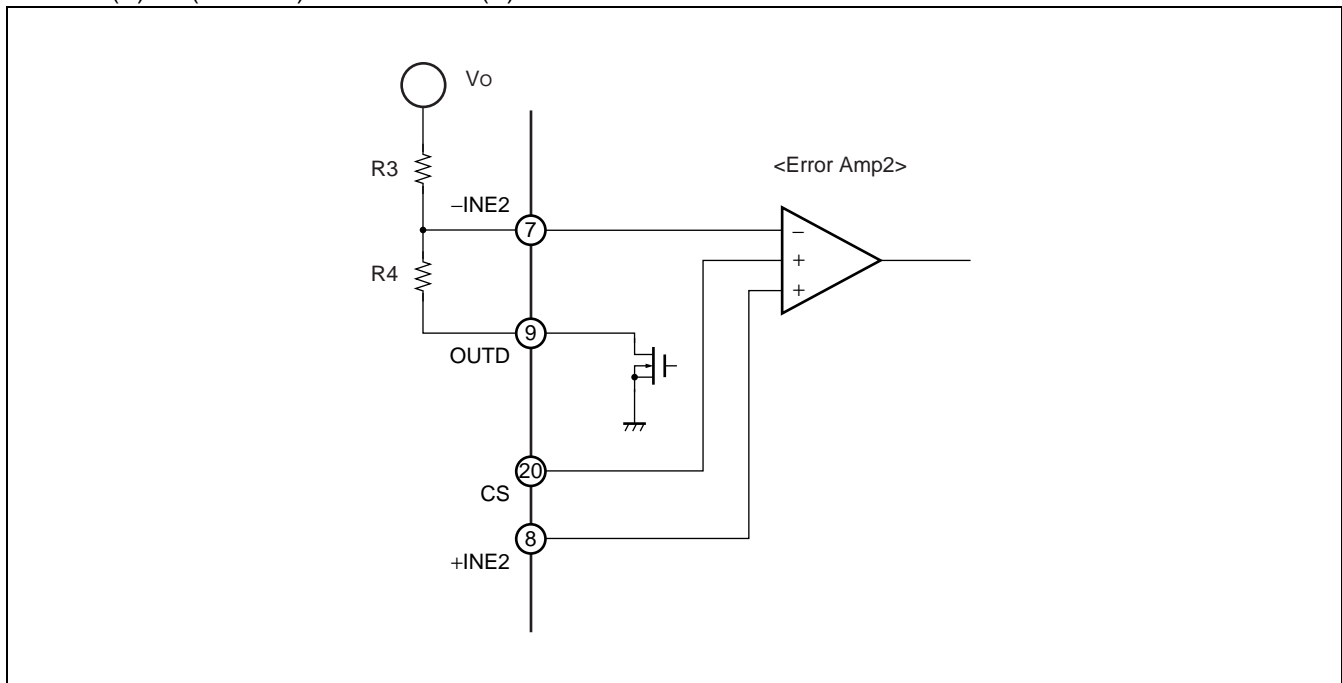 Vo
R3
<Error Amp2>
−INE2
7
−
+
R4
+
9
OUTD
20
CS
8
+INE2